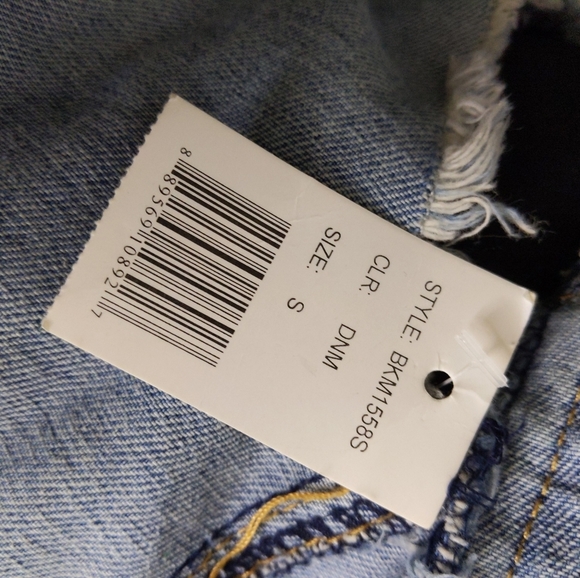 STYLE: BKM1558S
CLR: DNM
SIZE: S
8 89569 10892 7